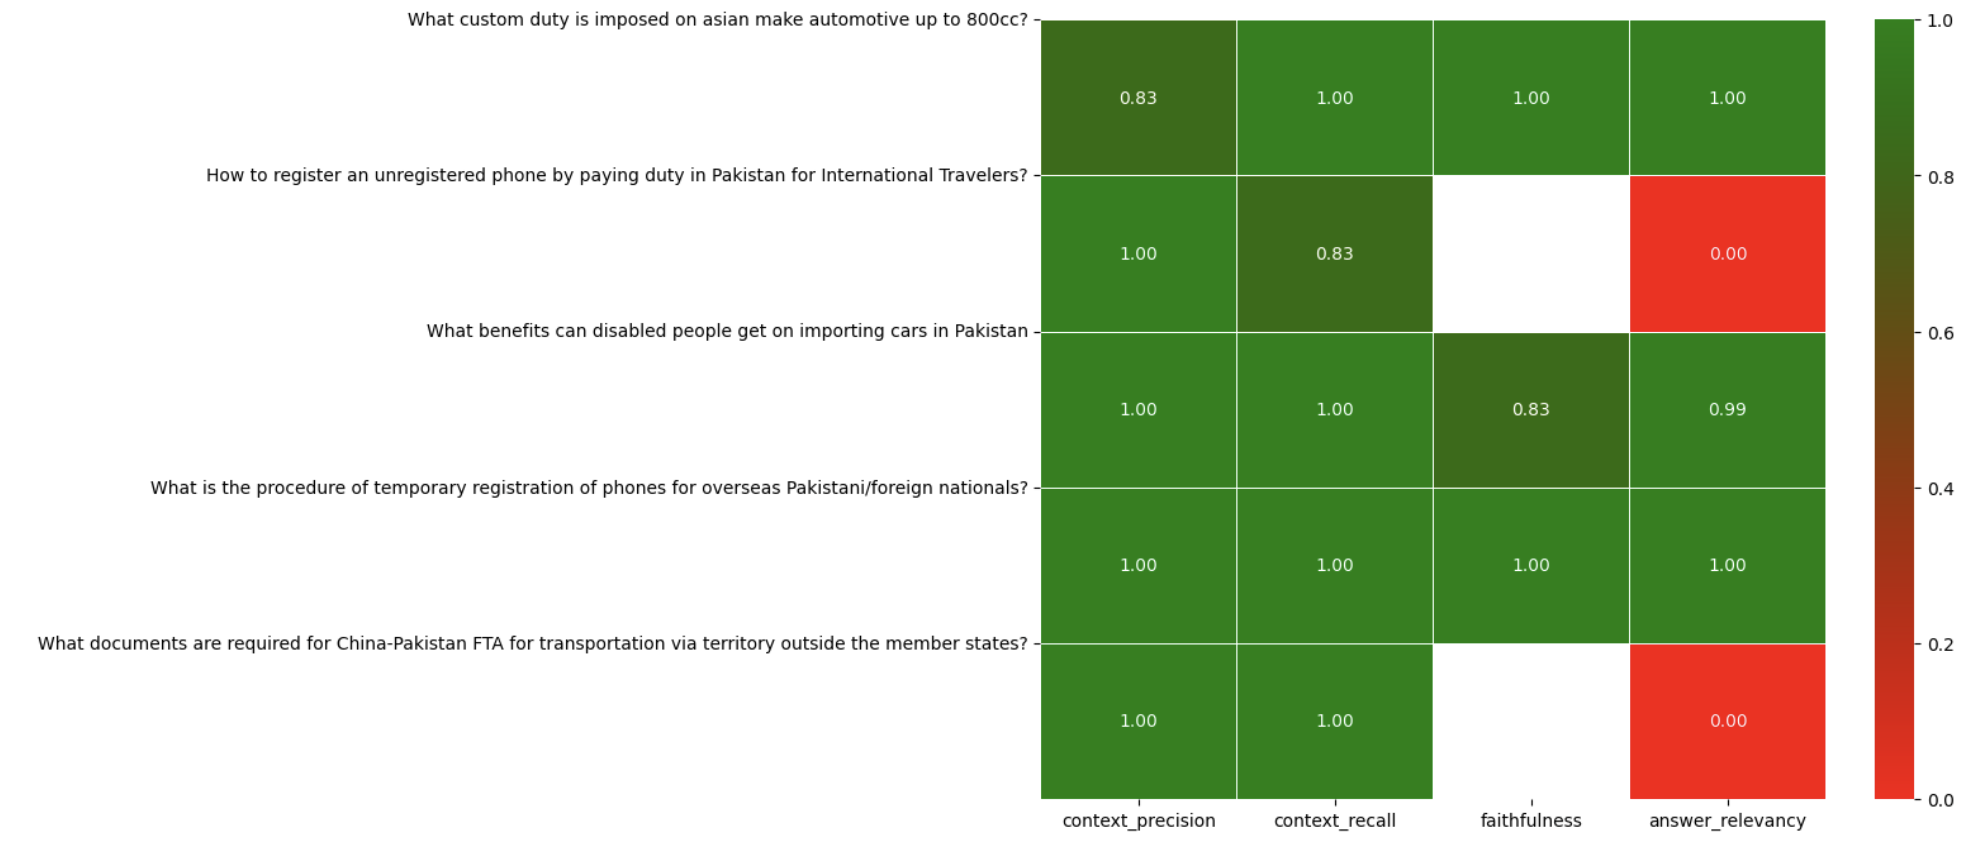 What custom duty is imposed on asian make automotive up to 800cc?
1.0
0.83 1.00 1.00 1.00
How to register an unregistered phone by paying duty in Pakistan for International Travelers?
0.8
1.00 0.83 0.00
What benefits can disabled people get on importing cars in Pakistan
0.6
1.00 1.00 0.83 0.99
What is the procedure of temporary registration of phones for overseas Pakistani/foreign nationals?
0.4
1.00 1.00 1.00 1.00
What documents are required for China-Pakistan FTA for transportation via territory outside the member states?
0.2
1.00 1.00 0.00
0.0
context_precision context_recall faithfulness answer_relevancy